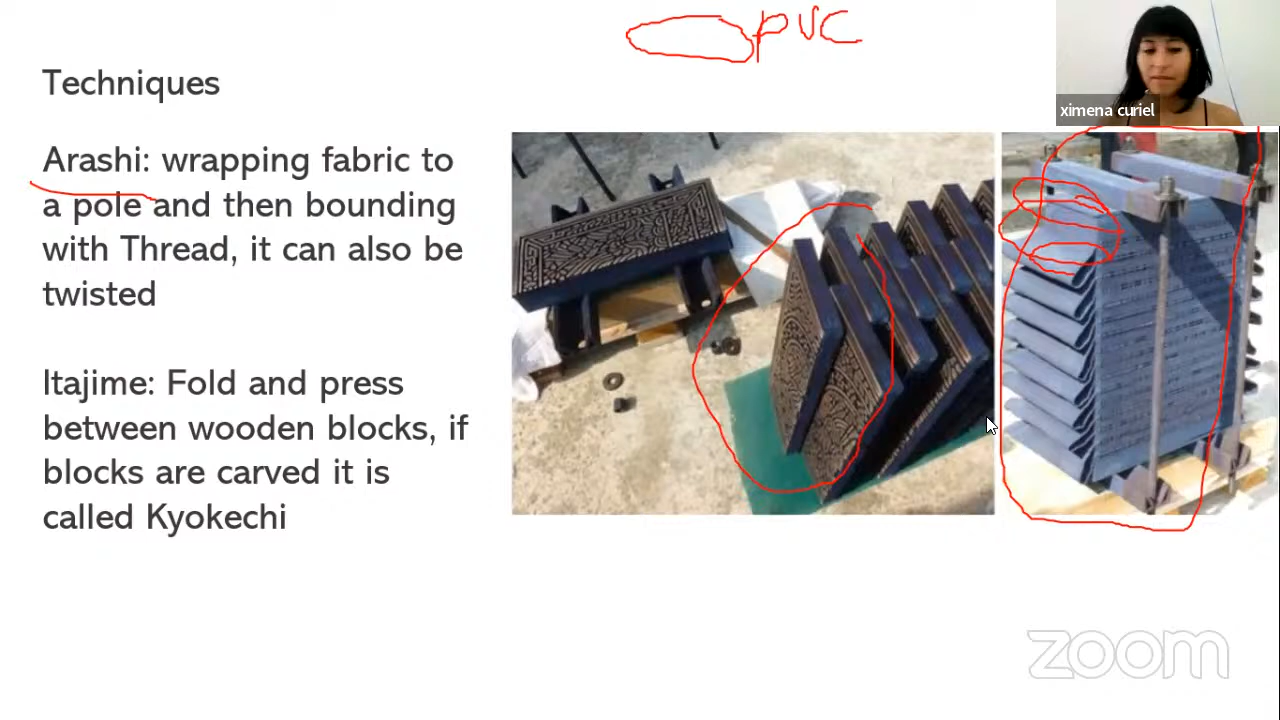 PVC
Techniques
ximena curiel
Arashi: wrapping fabric to
a pole and then bounding
with Thread, it can also be
twisted
Itajime: Fold and press
between wooden blocks, if
blocks are carved it is
called Kyokechi
zoom